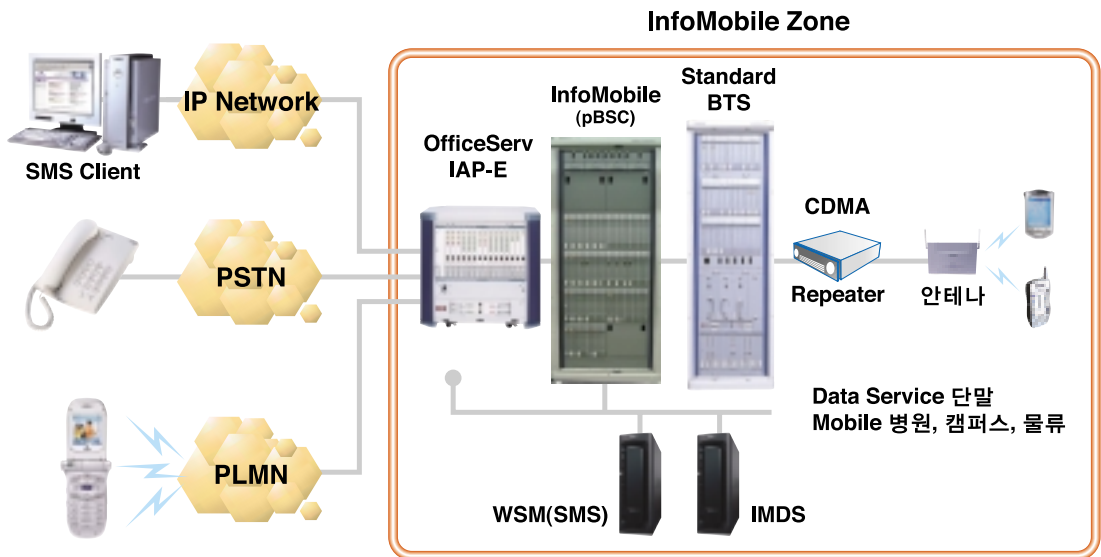 InfoMobile Zone
IP Network
SMS Client
PSTN
PLMN
OfficeServ
IAP-E
InfoMobile
(pBSC)
Standard
BTS
CDMA
Repeater
안테나
Data Service 단말
Mobile 병원, 캠퍼스, 물류
WSM(SMS)
IMDS